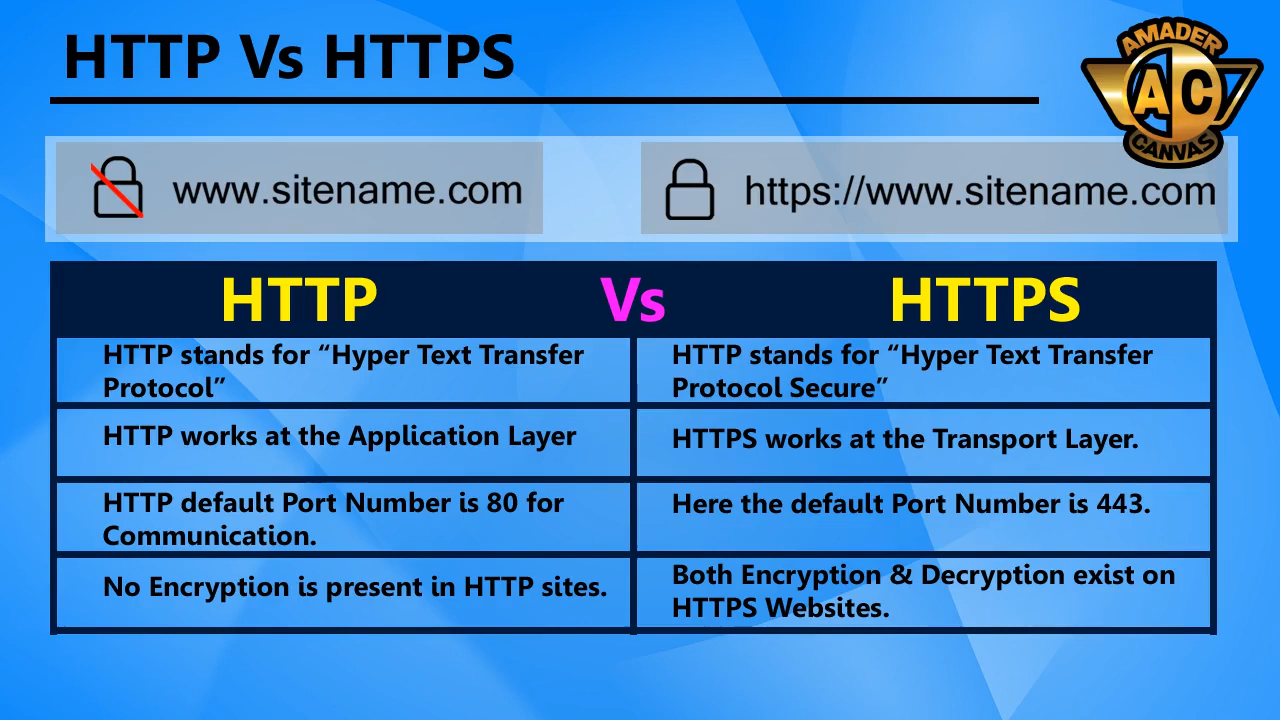 HTTP Vs HTTPS
AMADER
AC
CANVAS
www.sitename.com
https://www.sitename.com
HTTP Vs HTTPS
HTTP stands for “Hyper Text Transfer
Protocol”
HTTP stands for “Hyper Text Transfer
Protocol Secure”
HTTP works at the Application Layer
HTTPS works at the Transport Layer.
HTTP default Port Number is 80 for
Communication.
Here the default Port Number is 443.
No Encryption is present in HTTP sites.
Both Encryption & Decryption exist on
HTTPS Websites.